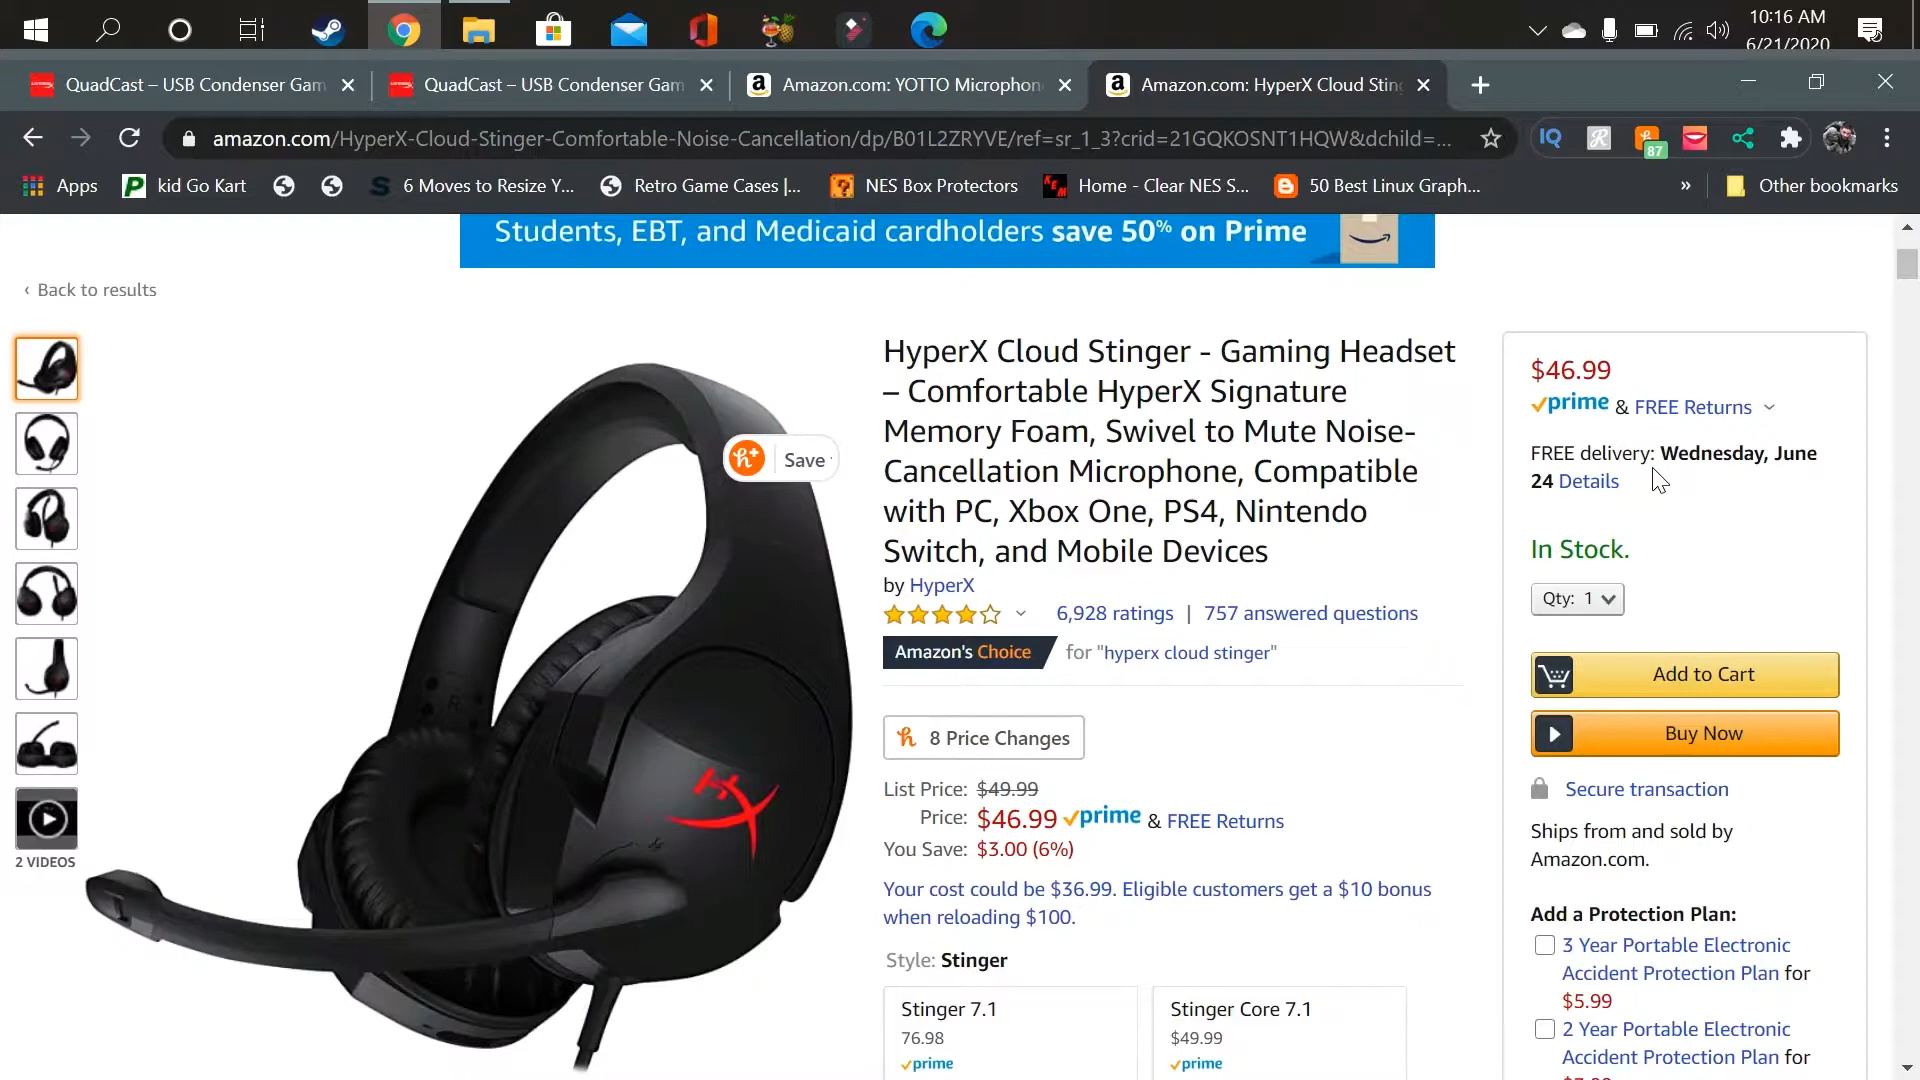 10:16 AM
6/21/2020
QuadCast – USB Condenser Gam
QuadCast – USB Condenser Gam
Amazon.com: YOTTO Microphon
Amazon.com: HyperX Cloud Sting
amazon.com/HyperX-Cloud-Stinger-Comfortable-Noise-Cancellation/dp/B01L2ZRYVE/ref=sr_1_3?crid=21GQKOSNT1HQW&dchild=...
87
Apps
kid Go Kart
6 Moves to Resize Y...
Retro Game Cases |...
NES Box Protectors
Home - Clear NES S...
50 Best Linux Graph...
»
Other bookmarks
Students, EBT, and Medicaid cardholders save 50% on Prime
‹ Back to results
2 VIDEOS
Save
HyperX Cloud Stinger - Gaming Headset
– Comfortable HyperX Signature
Memory Foam, Swivel to Mute Noise-
Cancellation Microphone, Compatible
with PC, Xbox One, PS4, Nintendo
Switch, and Mobile Devices
by HyperX
6,928 ratings | 757 answered questions
Amazon's Choice for "hyperx cloud stinger"
8 Price Changes
List Price: $49.99
Price: $46.99 prime & FREE Returns
You Save: $3.00 (6%)
Your cost could be $36.99. Eligible customers get a $10 bonus
when reloading $100.
Style: Stinger
Stinger 7.1
76.98
prime
Stinger Core 7.1
$49.99
prime
$46.99
prime & FREE Returns
FREE delivery: Wednesday, June
24 Details
In Stock.
Qty: 1
Add to Cart
Buy Now
Secure transaction
Ships from and sold by
Amazon.com.
Add a Protection Plan:
3 Year Portable Electronic
Accident Protection Plan for
$5.99
2 Year Portable Electronic
Accident Protection Plan for